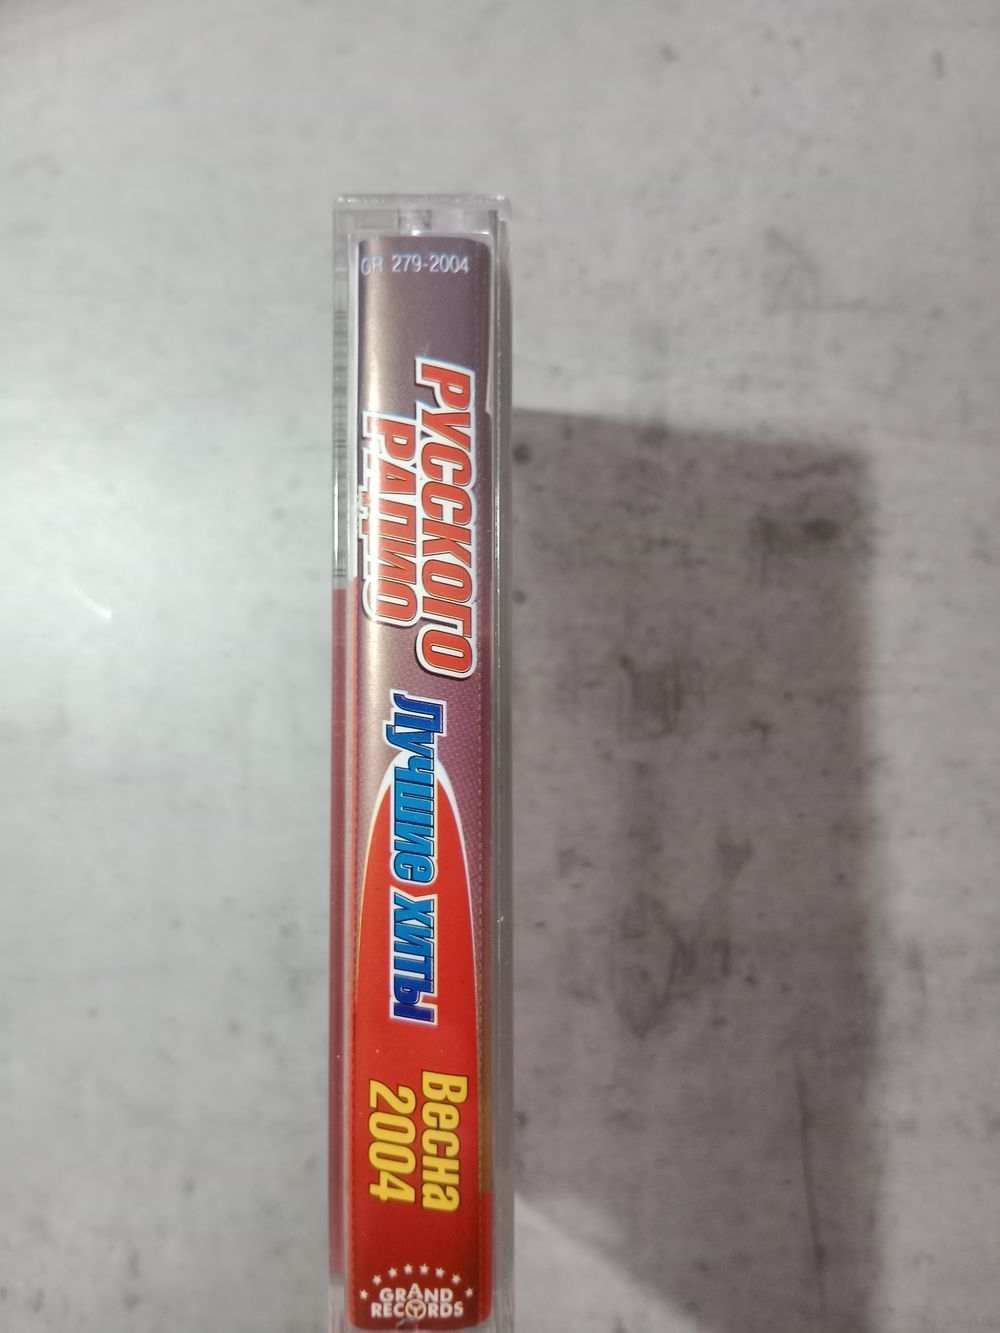 GR 279-2004
РУССКОГО
РАДИО
Лучшие хиты
Весна
2004
GRAND
RECORDS